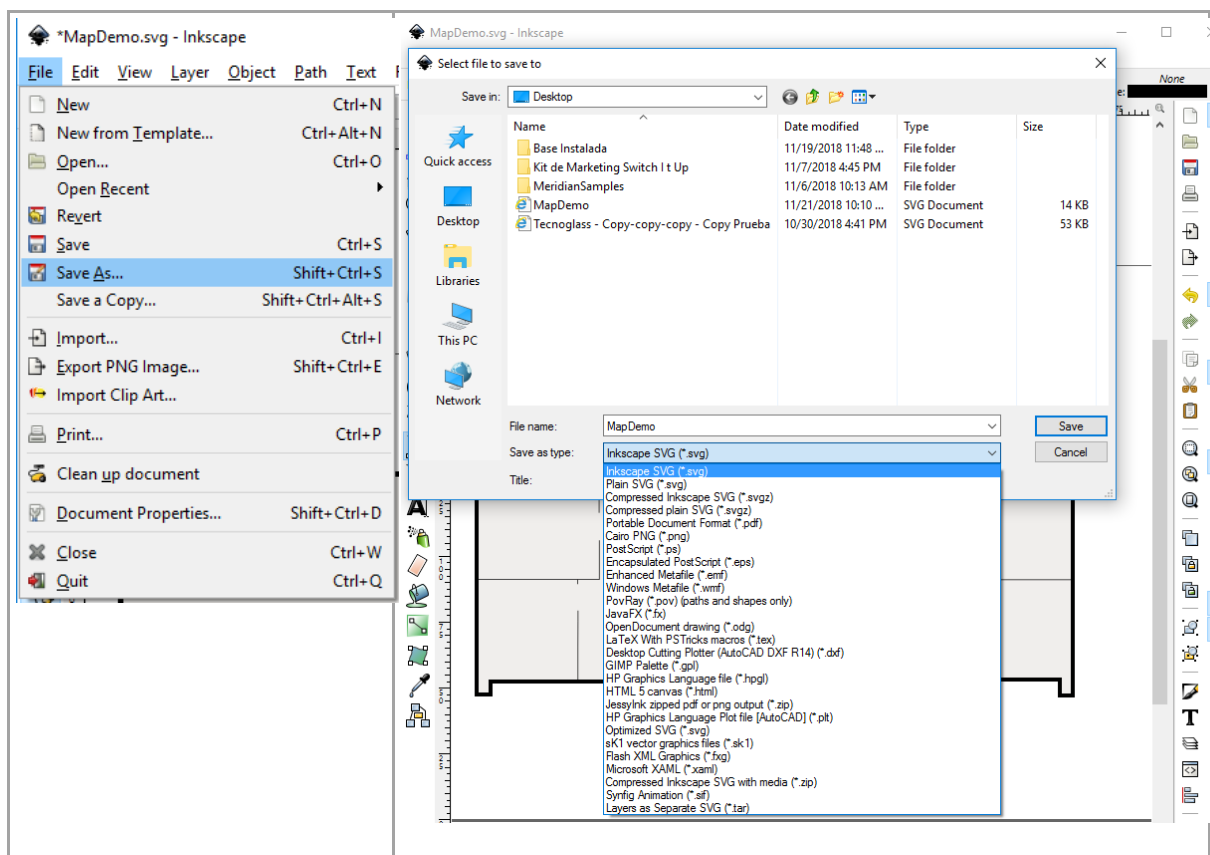 *MapDemo.svg - Inkscape
File Edit View Layer Object Path Text
New Ctrl+N
New from Template... Ctrl+Alt+N
Open... Ctrl+O
Open Recent
Revert
Save Ctrl+S
Save As... Shift+Ctrl+S
Save a Copy... Shift+Ctrl+Alt+S
Import... Ctrl+I
Export PNG Image... Shift+Ctrl+E
Import Clip Art...
Print... Ctrl+P
Clean up document
Document Properties... Shift+Ctrl+D
Close Ctrl+W
Quit Ctrl+Q
MapDemo.svg - Inkscape
Select file to save to
None
Save in: Desktop
Name Date modified Type Size
Base Instalada 11/19/2018 11:48 ... File folder
Kit de Marketing Switch I t Up 11/7/2018 4:45 PM File folder
MeridianSamples 11/6/2018 10:13 AM File folder
MapDemo 11/21/2018 10:10 ... SVG Document 14 KB
Tecnoglass - Copy-copy-copy - Copy Prueba 10/30/2018 4:41 PM SVG Document 53 KB
Quick access
Desktop
Libraries
This PC
Network
File name: MapDemo Save
Save as type: Inkscape SVG (*.svg) Cancel
Title:
Inkscape SVG (*.svg)
Plain SVG (*.svg)
Compressed Inkscape SVG (*.svgz)
Compressed plain SVG (*.svgz)
Portable Document Format (*.pdf)
Cairo PNG (*.png)
PostScript (*.ps)
Encapsulated PostScript (*.eps)
Enhanced Metafile (*.emf)
Windows Metafile (*.wmf)
PovRay (*.pov) (paths and shapes only)
JavaFX (*.fx)
OpenDocument drawing (*.odg)
LaTeX With PSTricks macros (*.tex)
Desktop Cutting Plotter (AutoCAD DXF R14) (*.dxf)
GIMP Palette (*.gpl)
HP Graphics Language file (*.hpgl)
HTML 5 canvas (*.html)
JessyInk zipped pdf or png output (*.zip)
HP Graphics Language Plot file [AutoCAD] (*.plt)
Optimized SVG (*.svg)
sK1 vector graphics files (*.sk1)
Flash XML Graphics (*.fxg)
Microsoft XAML (*.xaml)
Compressed Inkscape SVG with media (*.zip)
Synfig Animation (*.sif)
Layers as Separate SVG (*.tar)